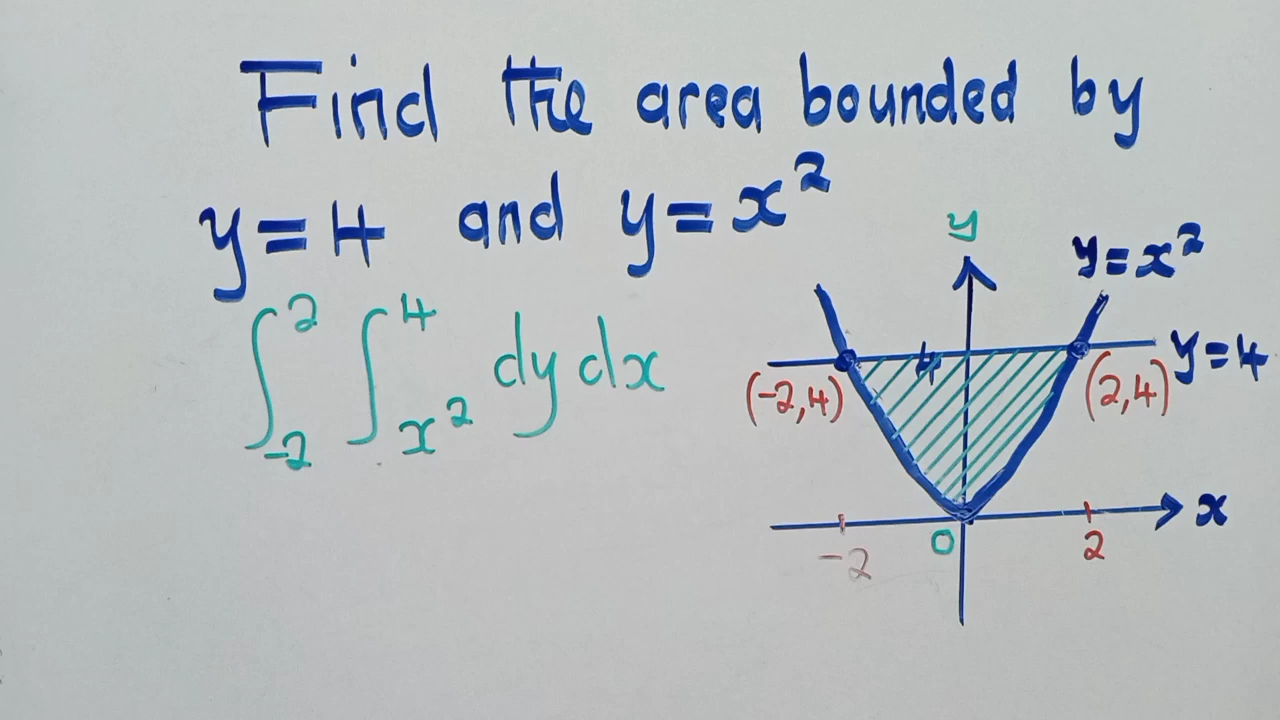 Find the area bounded by
y=4 and y=x²
∫₋₂² ∫ₓ²⁴ dy dx
y
y=x²
4
y=4
(-2,4)
(2,4)
x
-2
0
2